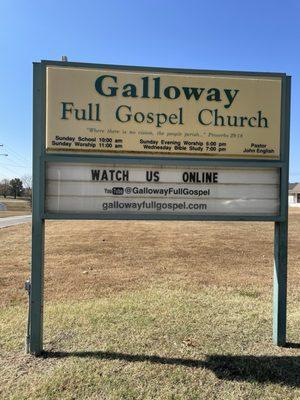 Galloway
Full Gospel Church
"Where there is no vision, the people perish." Proverbs 29:18
Sunday School 10:00 am
Sunday Worship 11:00 am
Sunday Evening Worship 6:00 pm
Wednesday Bible Study 7:00 pm
Pastor
John English
WATCH US ONLINE
YouTube @GallowayFullGospel
gallowayfullgospel.com